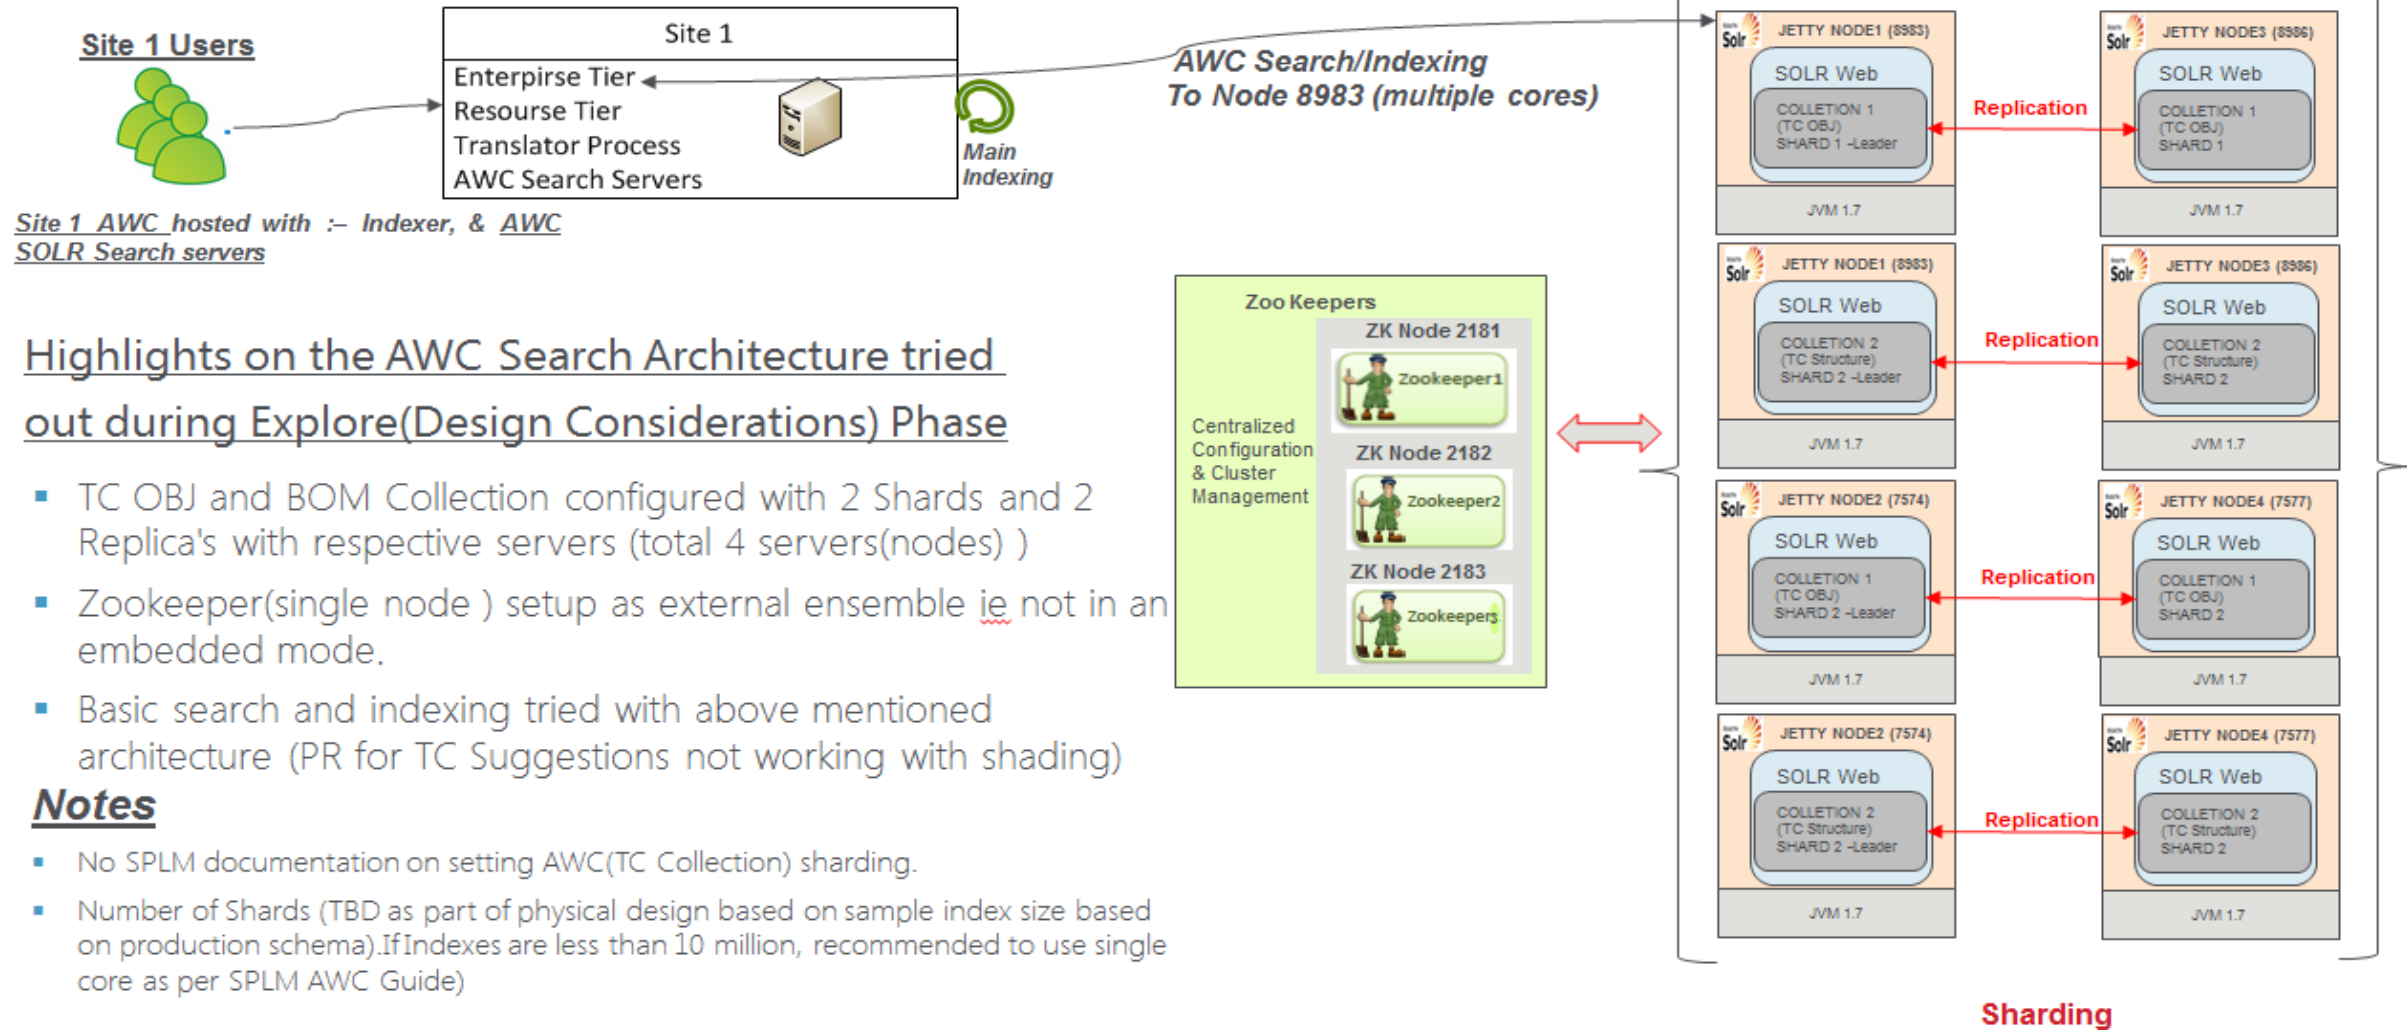 Site 1 Users
Site 1
Enterpirse Tier
Resourse Tier
Translator Process
AWC Search Servers
Main
Indexing
Site 1 AWC hosted with :– Indexer, & AWC
SOLR Search servers
AWC Search/Indexing
To Node 8983 (multiple cores)
Highlights on the AWC Search Architecture tried
out during Explore(Design Considerations) Phase
▪ TC OBJ and BOM Collection configured with 2 Shards and 2
Replica's with respective servers (total 4 servers(nodes) )
▪ Zookeeper(single node ) setup as external ensemble ie not in an
embedded mode.
▪ Basic search and indexing tried with above mentioned
architecture (PR for TC Suggestions not working with shading)
Notes
▪ No SPLM documentation on setting AWC(TC Collection) sharding.
▪ Number of Shards (TBD as part of physical design based on sample index size based
on production schema).If Indexes are less than 10 million, recommended to use single
core as per SPLM AWC Guide)
Zoo Keepers
ZK Node 2181
Zookeeper1
ZK Node 2182
Zookeeper2
ZK Node 2183
Zookeeper3
Centralized
Configuration
& Cluster
Management
Solr
JETTY NODE1 (8983)
SOLR Web
COLLETION 1
(TC OBJ)
SHARD 1 -Leader
JVM 1.7
Replication
Solr
JETTY NODE3 (8986)
SOLR Web
COLLETION 1
(TC OBJ)
SHARD 1
JVM 1.7
Solr
JETTY NODE1 (8983)
SOLR Web
COLLETION 2
(TC Structure)
SHARD 2 -Leader
JVM 1.7
Replication
Solr
JETTY NODE3 (8986)
SOLR Web
COLLETION 2
(TC Structure)
SHARD 2
JVM 1.7
Solr
JETTY NODE2 (7574)
SOLR Web
COLLETION 1
(TC OBJ)
SHARD 2 -Leader
JVM 1.7
Replication
Solr
JETTY NODE4 (7577)
SOLR Web
COLLETION 1
(TC OBJ)
SHARD 2
JVM 1.7
Solr
JETTY NODE2 (7574)
SOLR Web
COLLETION 2
(TC Structure)
SHARD 2 -Leader
JVM 1.7
Replication
Solr
JETTY NODE4 (7577)
SOLR Web
COLLETION 2
(TC Structure)
SHARD 2
JVM 1.7
Sharding